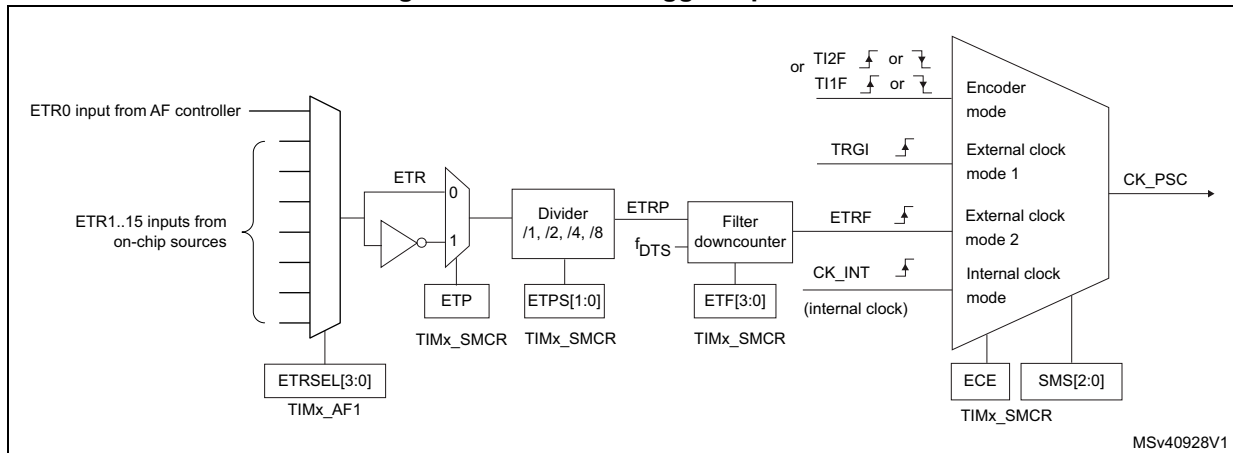 ETR0 input from AF controller
ETR1..15 inputs from
on-chip sources
ETRSEL[3:0]
TIMx_AF1
ETR
0
1
ETP
TIMx_SMCR
Divider
/1, /2, /4, /8
ETPS[1:0]
TIMx_SMCR
ETRP
fDTS
Filter
downcounter
ETF[3:0]
TIMx_SMCR
or TI2F or
TI1F or
TRGI
ETRF
CK_INT
(internal clock)
Encoder
mode
External clock
mode 1
External clock
mode 2
Internal clock
mode
CK_PSC
ECE
SMS[2:0]
TIMx_SMCR
MSv40928V1